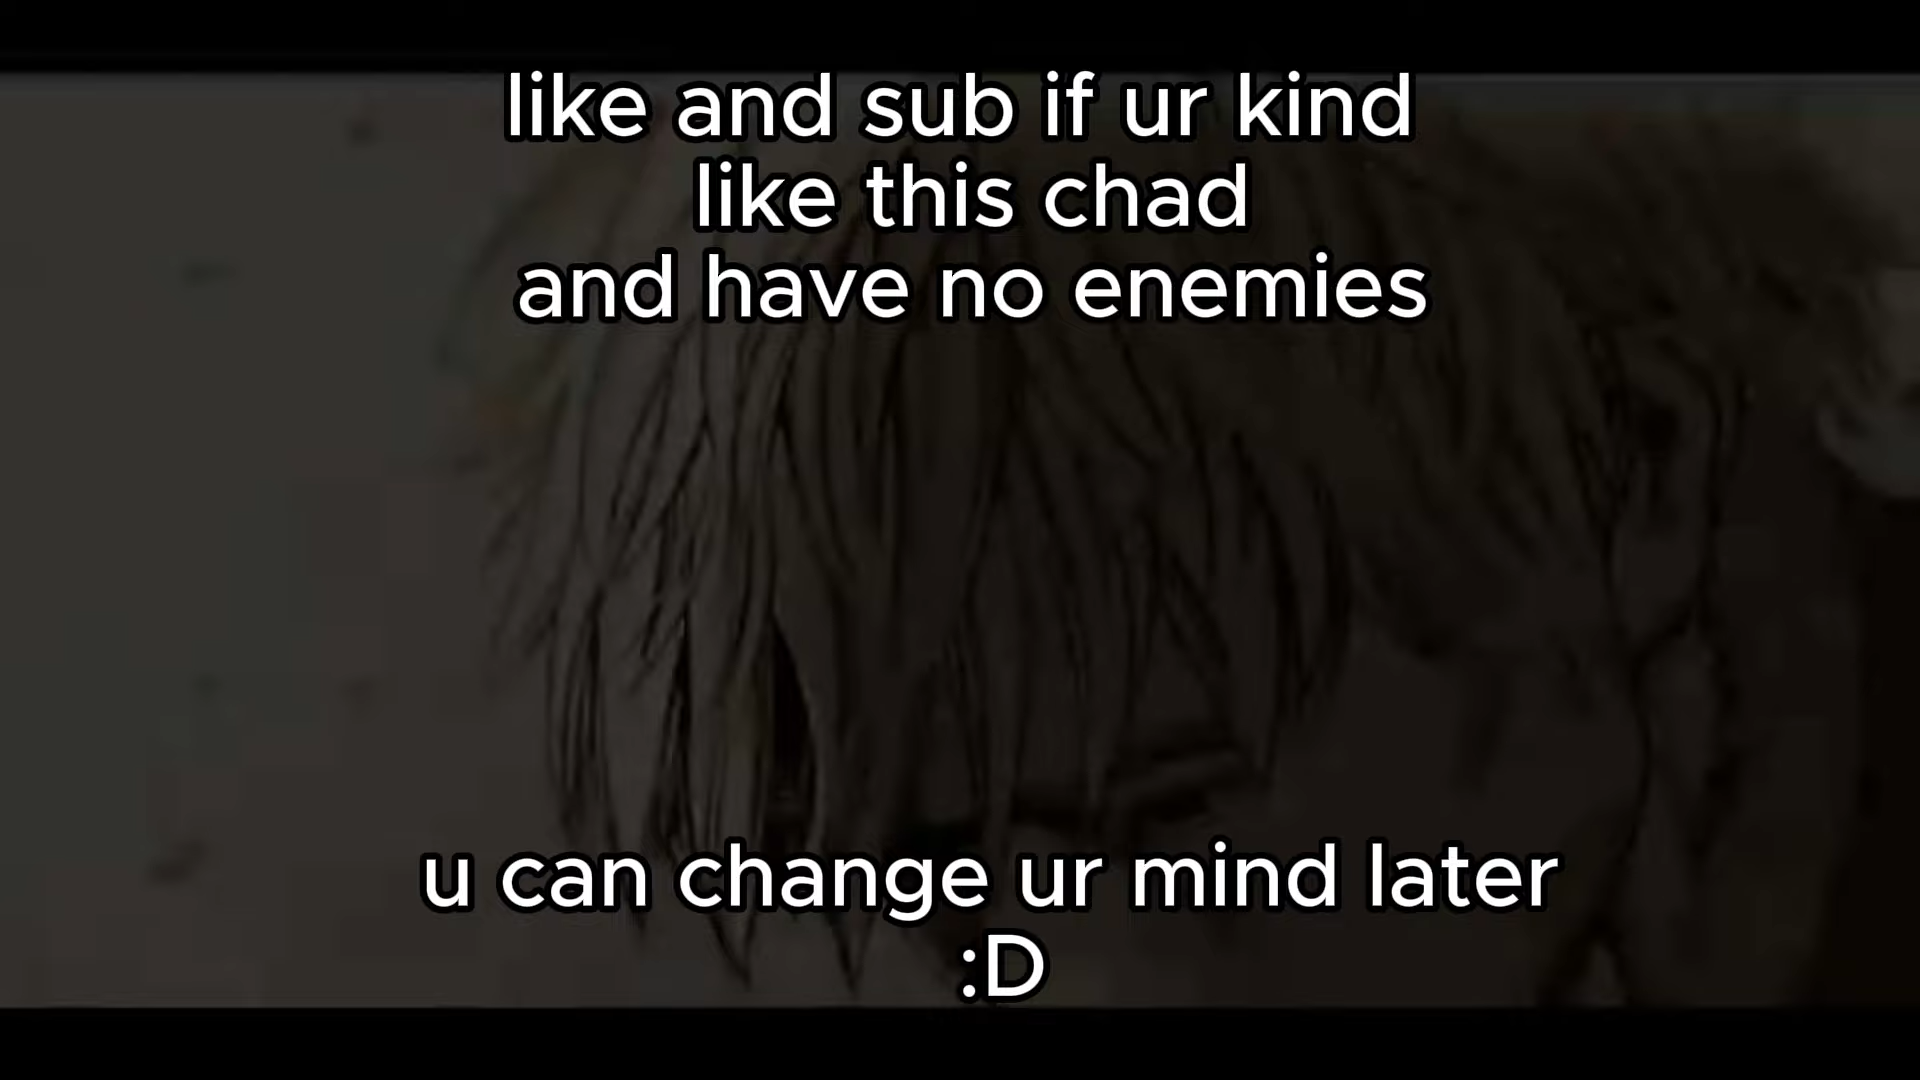 like and sub if ur kind
like this chad
and have no enemies
u can change ur mind later
:D